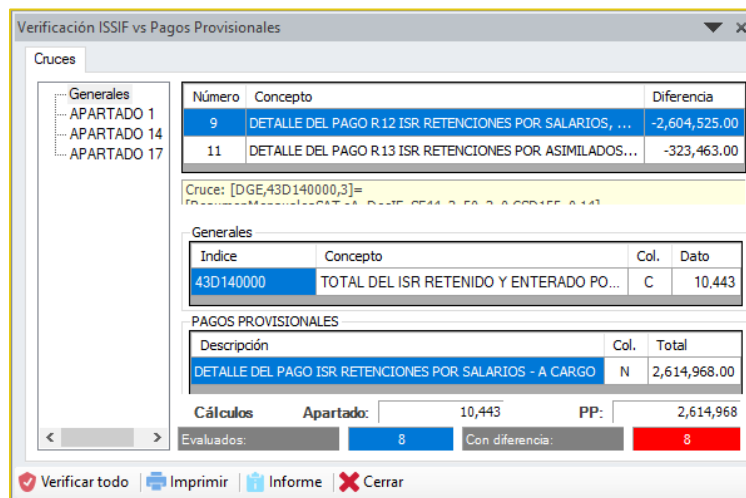 Verificación ISSIF vs Pagos Provisionales
Cruces
Generales
APARTADO 1
APARTADO 14
APARTADO 17
Número Concepto Diferencia
9 DETALLE DEL PAGO R12 ISR RETENCIONES POR SALARIOS, ... -2,604,525.00
11 DETALLE DEL PAGO R13 ISR RETENCIONES POR ASIMILADOS... -323,463.00
Cruce: [DGE,43D140000,3]=
Generales
Indice Concepto Col. Dato
43D140000 TOTAL DEL ISR RETENIDO Y ENTERADO PO... C 10,443
PAGOS PROVISIONALES
Descripción Col. Total
DETALLE DEL PAGO ISR RETENCIONES POR SALARIOS - A CARGO N 2,614,968.00
Cálculos Apartado: 10,443 PP: 2,614,968
Evaluados: 8 Con diferencia: 8
Verificar todo Imprimir Informe Cerrar